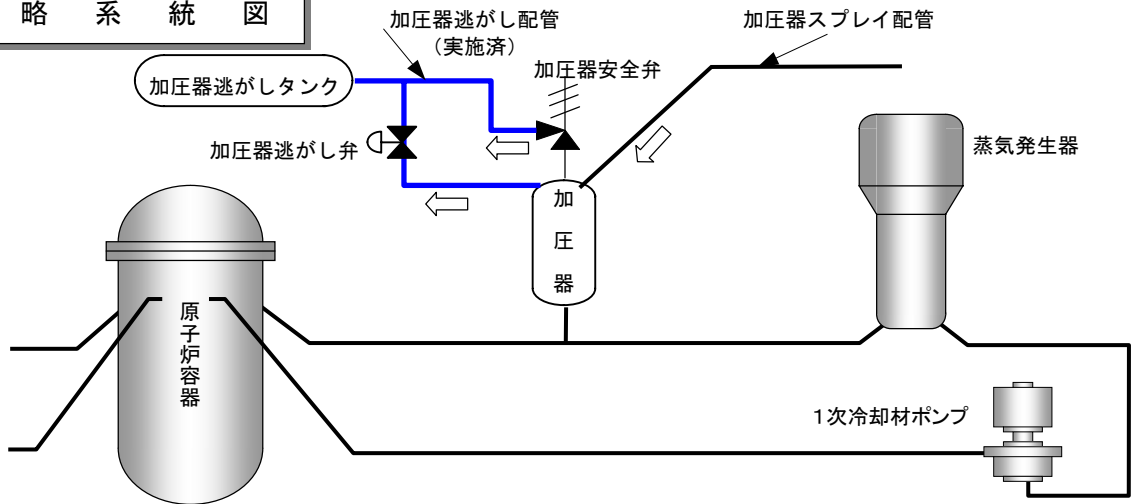 略系統図
加圧器逃がし配管
（実施済）
加圧器スプレイ配管
加圧器逃がしタンク
加圧器安全弁
加圧器逃がし弁
蒸気発生器
加圧器
原子炉容器
1次冷却材ポンプ